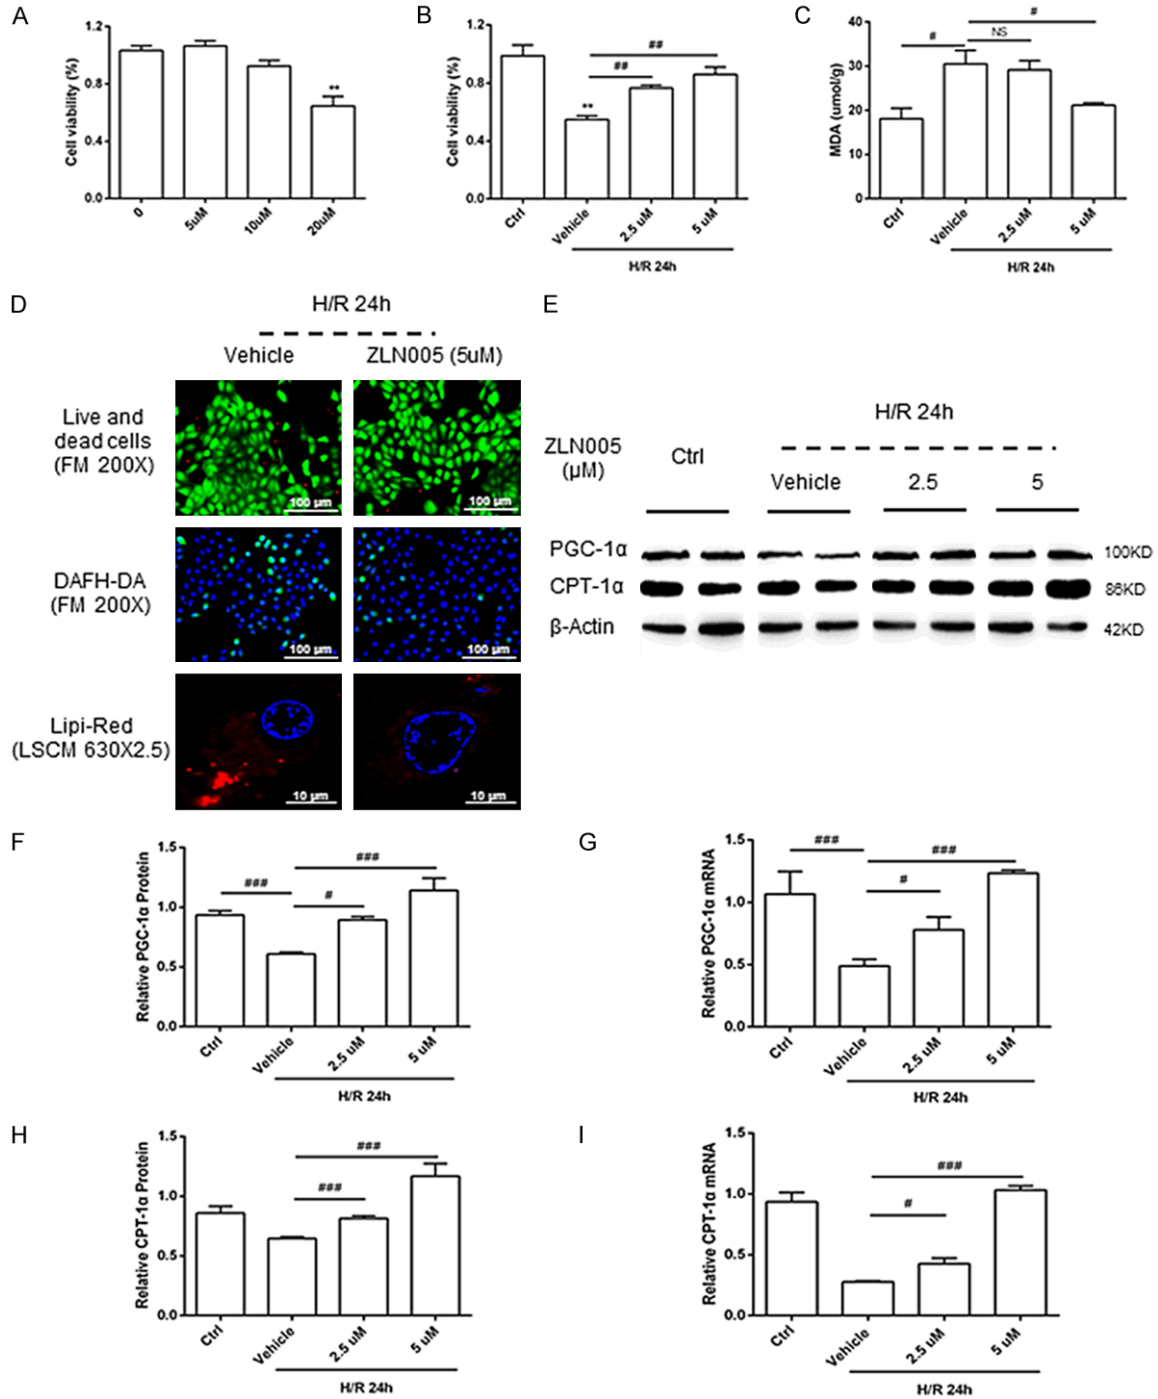 A
Cell viability (%)
1.2
0.8
0.4
0.0
**
0
5uM
10uM
20uM
B
Cell viability (%)
1.2
0.8
0.4
0.0
##
##
**
Ctrl
Vehicle
2.5 uM
5 uM
H/R 24h
C
MDA (umol/g)
40
30
20
10
0
#
NS
#
Ctrl
Vehicle
2.5 uM
5 uM
H/R 24h
D
H/R 24h
Vehicle
ZLN005 (5uM)
Live and
dead cells
(FM 200X)
100 μm
100 μm
DAFH-DA
(FM 200X)
100 μm
100 μm
Lipi-Red
(LSCM 630X2.5)
10 μm
10 μm
E
H/R 24h
ZLN005
(μM)
Ctrl
Vehicle
2.5
5
PGC-1α
100KD
CPT-1α
86KD
β-Actin
42KD
F
Relative PGC-1α Protein
1.5
1.0
0.5
0.0
###
###
#
Ctrl
Vehicle
2.5 uM
5 uM
H/R 24h
G
Relative PGC-1α mRNA
1.5
1.0
0.5
0.0
###
###
#
Ctrl
Vehicle
2.5 uM
5 uM
H/R 24h
H
Relative CPT-1α Protein
1.5
1.0
0.5
0.0
###
###
Ctrl
Vehicle
2.5 uM
5 uM
H/R 24h
I
Relative CPT-1α mRNA
1.5
1.0
0.5
0.0
###
#
Ctrl
Vehicle
2.5 uM
5 uM
H/R 24h